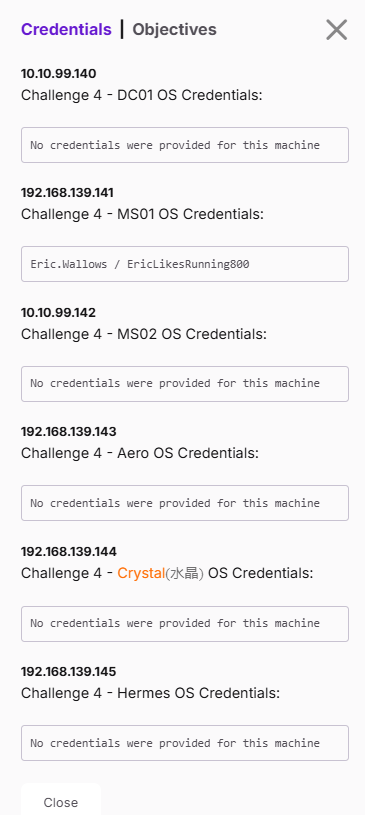 Credentials | Objectives
10.10.99.140
Challenge 4 - DC01 OS Credentials:
No credentials were provided for this machine
192.168.139.141
Challenge 4 - MS01 OS Credentials:
Eric.Wallows / EricLikesRunning800
10.10.99.142
Challenge 4 - MS02 OS Credentials:
No credentials were provided for this machine
192.168.139.143
Challenge 4 - Aero OS Credentials:
No credentials were provided for this machine
192.168.139.144
Challenge 4 - Crystal(水晶) OS Credentials:
No credentials were provided for this machine
192.168.139.145
Challenge 4 - Hermes OS Credentials:
No credentials were provided for this machine
Close